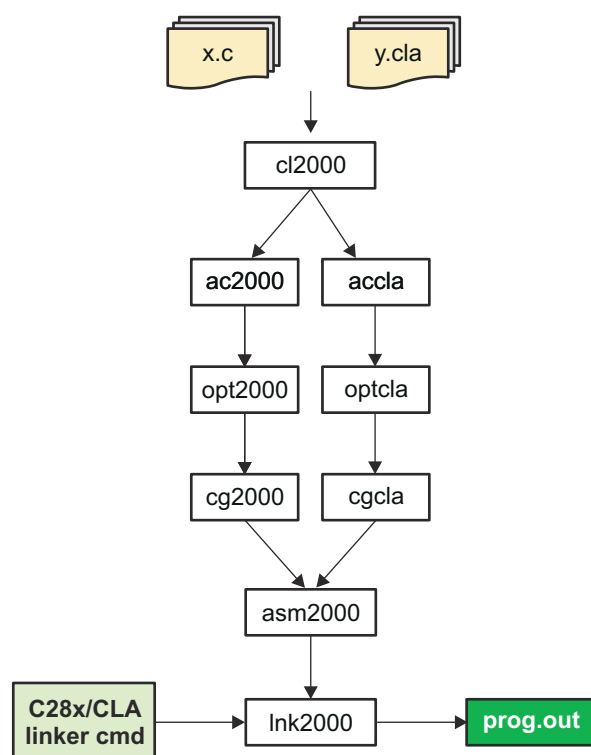 x.c
y.cla
cl2000
ac2000
accla
opt2000
optcla
cg2000
cgcla
asm2000
C28x/CLA
linker cmd
lnk2000
prog.out